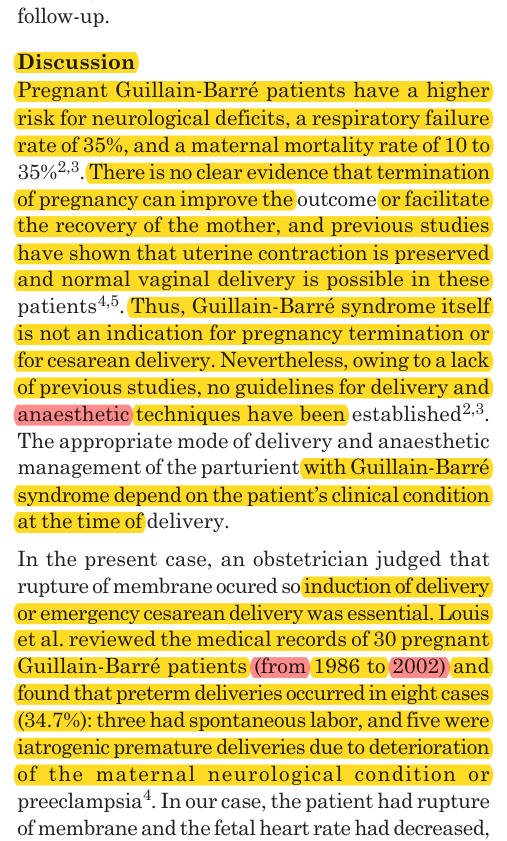 follow-up.
Discussion
Pregnant Guillain-Barré patients have a higher
risk for neurological deficits, a respiratory failure
rate of 35%, and a maternal mortality rate of 10 to
35%2,3. There is no clear evidence that termination
of pregnancy can improve the outcome or facilitate
the recovery of the mother, and previous studies
have shown that uterine contraction is preserved
and normal vaginal delivery is possible in these
patients4,5. Thus, Guillain-Barré syndrome itself
is not an indication for pregnancy termination or
for cesarean delivery. Nevertheless, owing to a lack
of previous studies, no guidelines for delivery and
anaesthetic techniques have been established2,3.
The appropriate mode of delivery and anaesthetic
management of the parturient with Guillain-Barré
syndrome depend on the patient's clinical condition
at the time of delivery.
In the present case, an obstetrician judged that
rupture of membrane ocured so induction of delivery
or emergency cesarean delivery was essential. Louis
et al. reviewed the medical records of 30 pregnant
Guillain-Barré patients (from 1986 to 2002) and
found that preterm deliveries occurred in eight cases
(34.7%): three had spontaneous labor, and five were
iatrogenic premature deliveries due to deterioration
of the maternal neurological condition or
preeclampsia4. In our case, the patient had rupture
of membrane and the fetal heart rate had decreased,